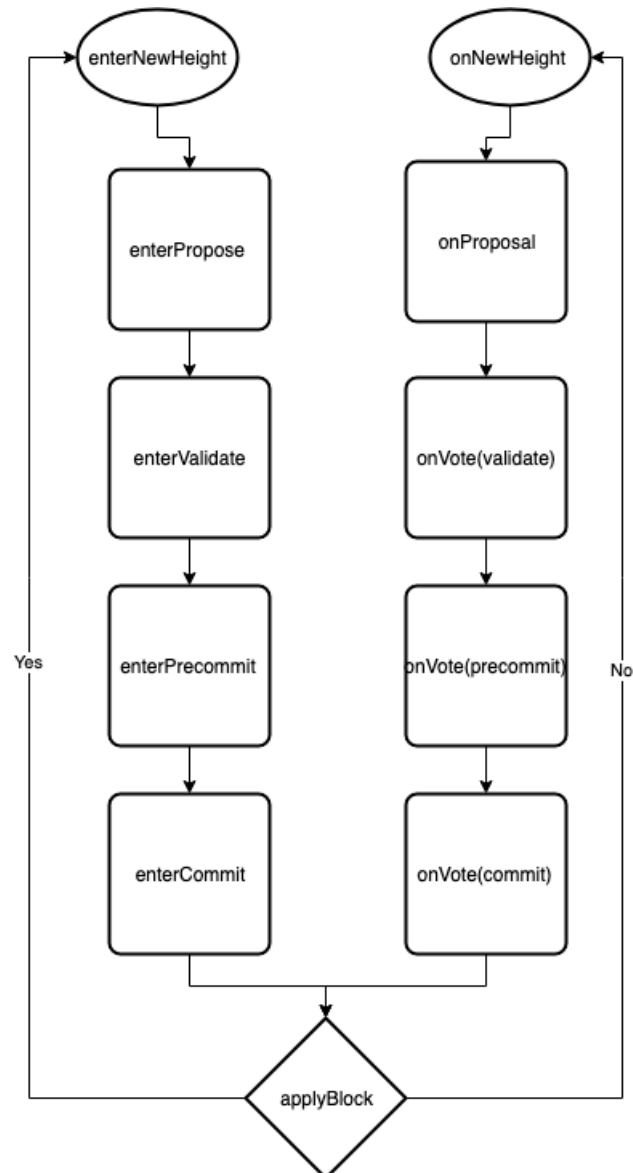 enterNewHeight
onNewHeight
enterPropose
onProposal
enterValidate
onVote(validate)
Yes
enterPrecommit
onVote(precommit)
No
enterCommit
onVote(commit)
applyBlock